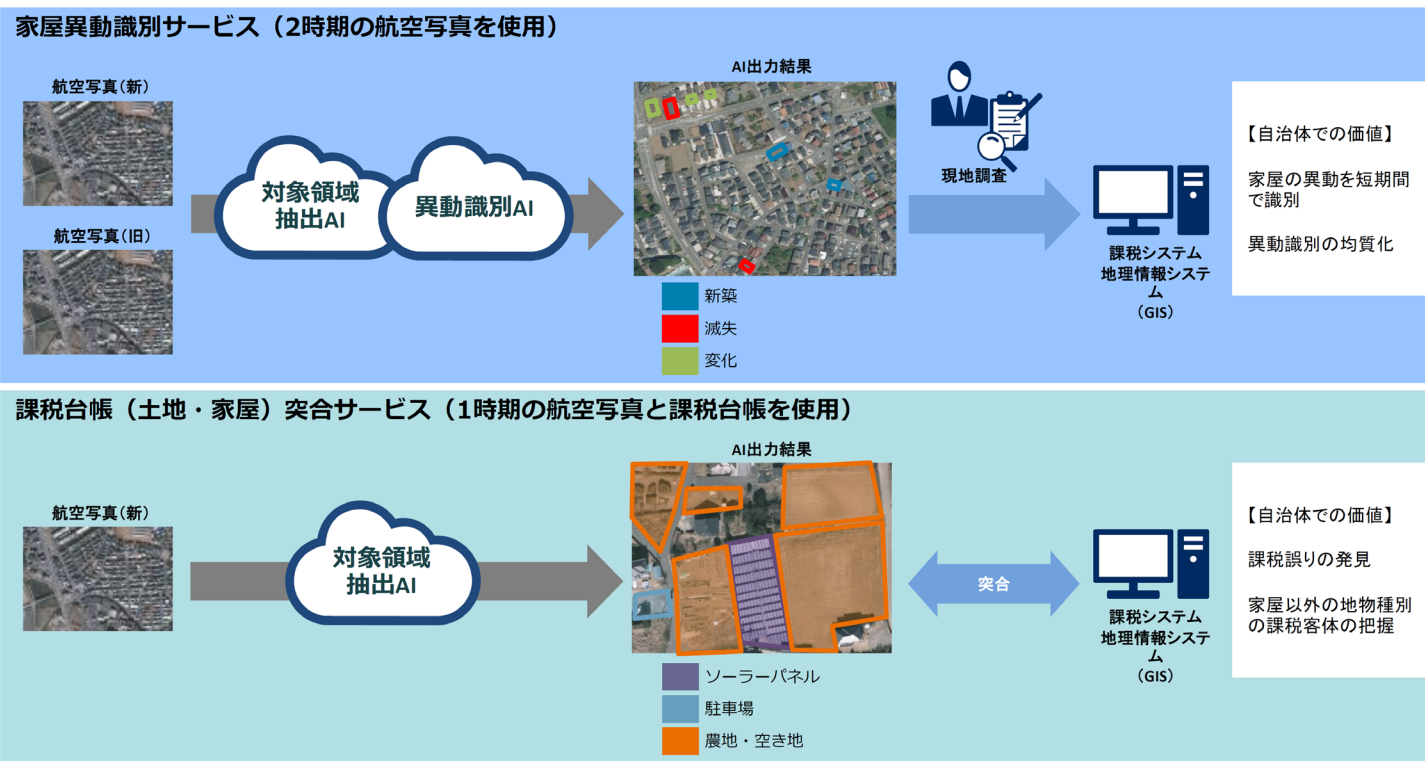 家屋異動識別サービス（2時期の航空写真を使用）
航空写真（新）
航空写真（旧）
対象領域
抽出AI
異動識別AI
AI出力結果
新築
滅失
変化
現地調査
課税システム
地理情報システ
ム
（GIS）
【自治体での価値】
家屋の異動を短期間
で識別
異動識別の均質化
課税台帳（土地・家屋）突合サービス（1時期の航空写真と課税台帳を使用）
航空写真（新）
対象領域
抽出AI
AI出力結果
ソーラーパネル
駐車場
農地・空き地
突合
課税システム
地理情報システ
ム
（GIS）
【自治体での価値】
課税誤りの発見
家屋以外の地物種別
の課税客体の把握